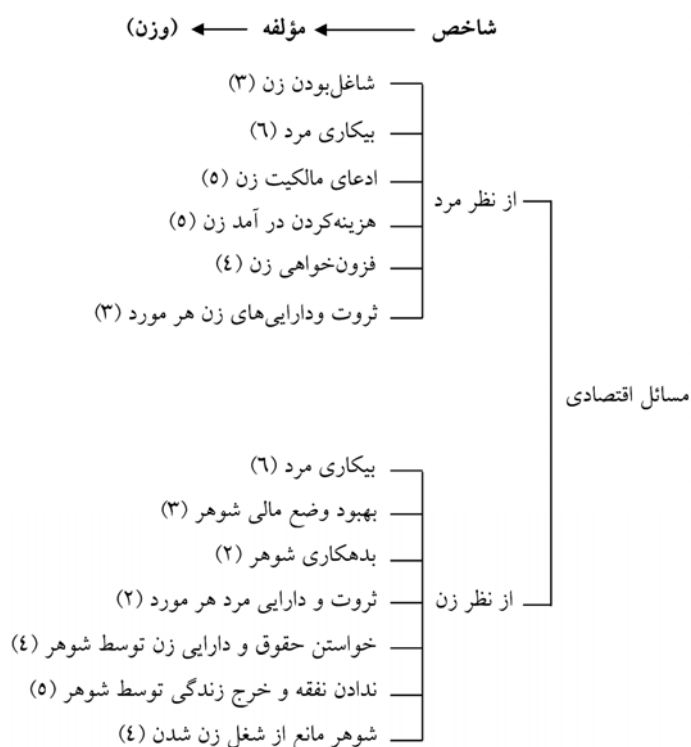 شاخص مؤلفه (وزن)
شاغل‌بودن زن (۳)
بیکاری مرد (٦)
ادعای مالکیت زن (٥)
از نظر مرد
هزینه‌کردن در آمد زن (٥)
فزون‌خواهی زن (٤)
ثروت ودارایی‌های زن هر مورد (۳)
مسائل اقتصادی
بیکاری مرد (٦)
بهبود وضع مالی شوهر (۳)
بدهکاری شوهر (۲)
از نظر زن
ثروت و دارایی مرد هر مورد (۲)
خواستن حقوق و دارایی زن توسط شوهر (٤)
ندادن نفقه و خرج زندگی توسط شوهر (٥)
شوهر مانع از شغل زن شدن (٤)